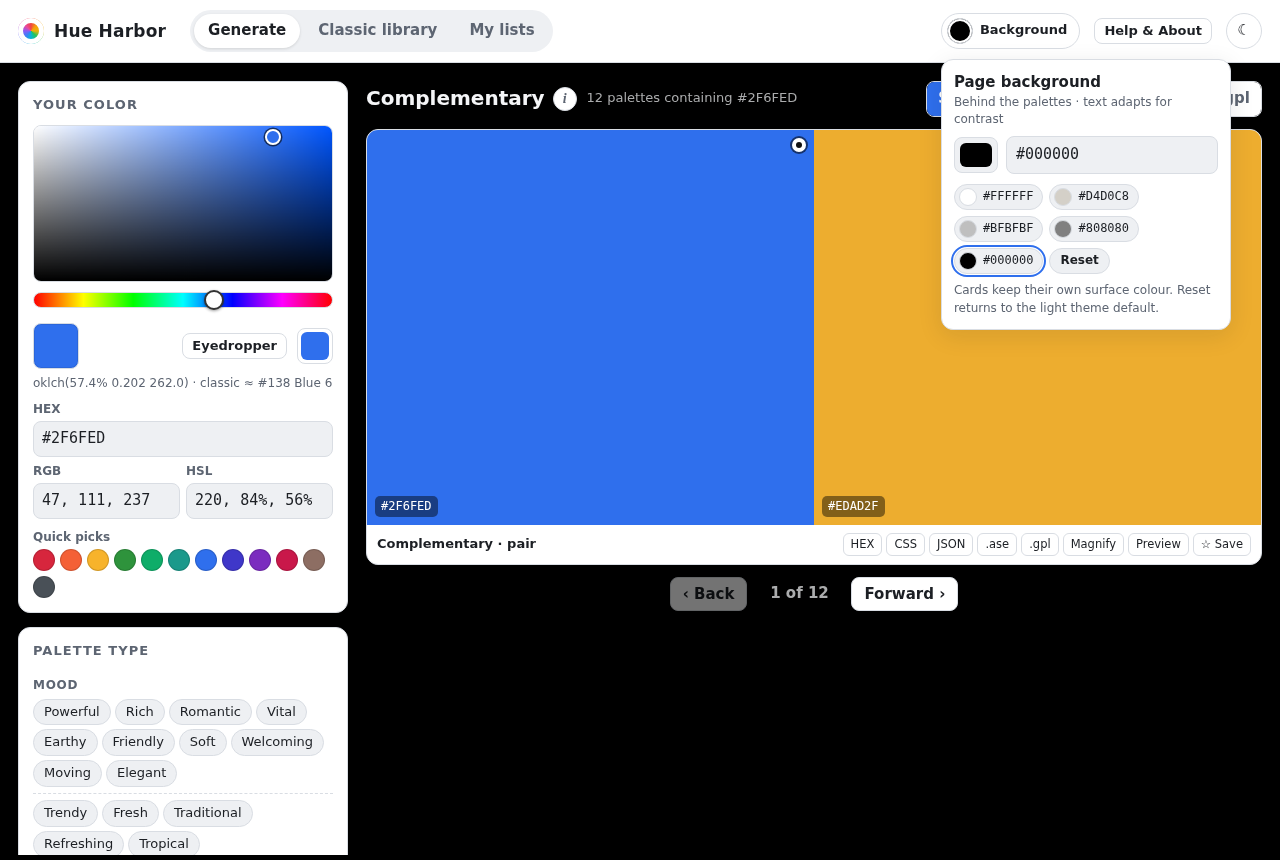 Hue Harbor
Generate
Classic library
My lists
Background
Help & About
☾
YOUR COLOR
Eyedropper
oklch(57.4% 0.202 262.0) · classic ≈ #138 Blue 6
HEX
#2F6FED
RGB
HSL
47, 111, 237
220, 84%, 56%
Quick picks
PALETTE TYPE
MOOD
Powerful
Rich
Romantic
Vital
Earthy
Friendly
Soft
Welcoming
Moving
Elegant
Trendy
Fresh
Traditional
Refreshing
Tropical
Complementary
i
12 palettes containing #2F6FED
Page background
Behind the palettes · text adapts for
contrast
#000000
#FFFFFF
#D4D0C8
#BFBFBF
#808080
#000000
Reset
Cards keep their own surface colour. Reset
returns to the light theme default.
#2F6FED
#EDAD2F
Complementary · pair
HEX
CSS
JSON
.ase
.gpl
Magnify
Preview
☆ Save
‹ Back
1 of 12
Forward ›